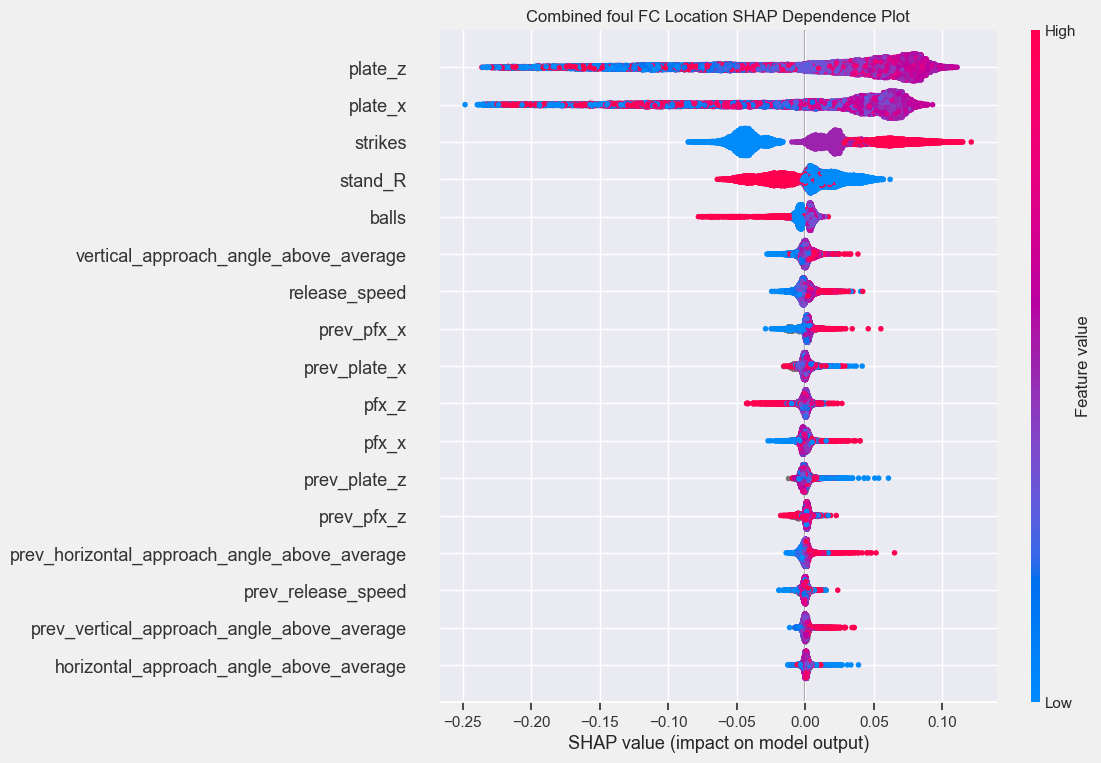 Combined foul FC Location SHAP Dependence Plot
High
plate_z
plate_x
strikes
stand_R
balls
vertical_approach_angle_above_average
release_speed
prev_pfx_x
prev_plate_x
pfx_z
pfx_x
prev_plate_z
prev_pfx_z
prev_horizontal_approach_angle_above_average
prev_release_speed
prev_vertical_approach_angle_above_average
horizontal_approach_angle_above_average
Feature value
Low
−0.25 −0.20 −0.15 −0.10 −0.05 0.00 0.05 0.10
SHAP value (impact on model output)